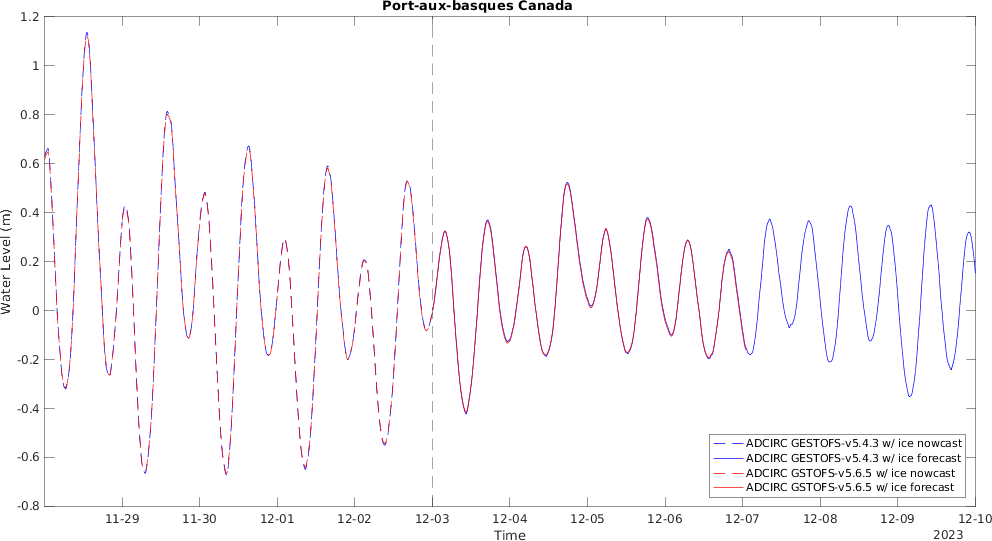 Port-aux-basques Canada
1.2
1
0.8
0.6
0.4
0.2
0
-0.2
-0.4
-0.6
-0.8
Water Level (m)
ADCIRC GESTOFS-v5.4.3 w/ ice nowcast
ADCIRC GESTOFS-v5.4.3 w/ ice forecast
ADCIRC GSTOFS-v5.6.5 w/ ice nowcast
ADCIRC GSTOFS-v5.6.5 w/ ice forecast
11-29 11-30 12-01 12-02 12-03 12-04 12-05 12-06 12-07 12-08 12-09 12-10
Time
2023